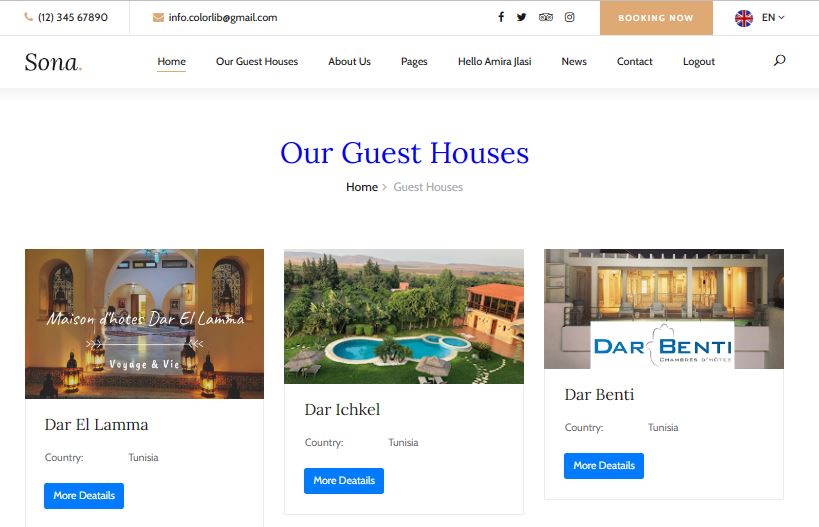 (12) 345 67890 info.colorlib@gmail.com BOOKING NOW EN
Sona. Home Our Guest Houses About Us Pages Hello Amira Jlasi News Contact Logout
Our Guest Houses
Home > Guest Houses
Maison d'hôtes Dar El Lamma
Voyage & Vie
Dar El Lamma
Country: Tunisia
More Deatails
Dar Ichkel
Country: Tunisia
More Deatails
DAR BENTI
CHAMBRES D'HÔTES
Dar Benti
Country: Tunisia
More Deatails